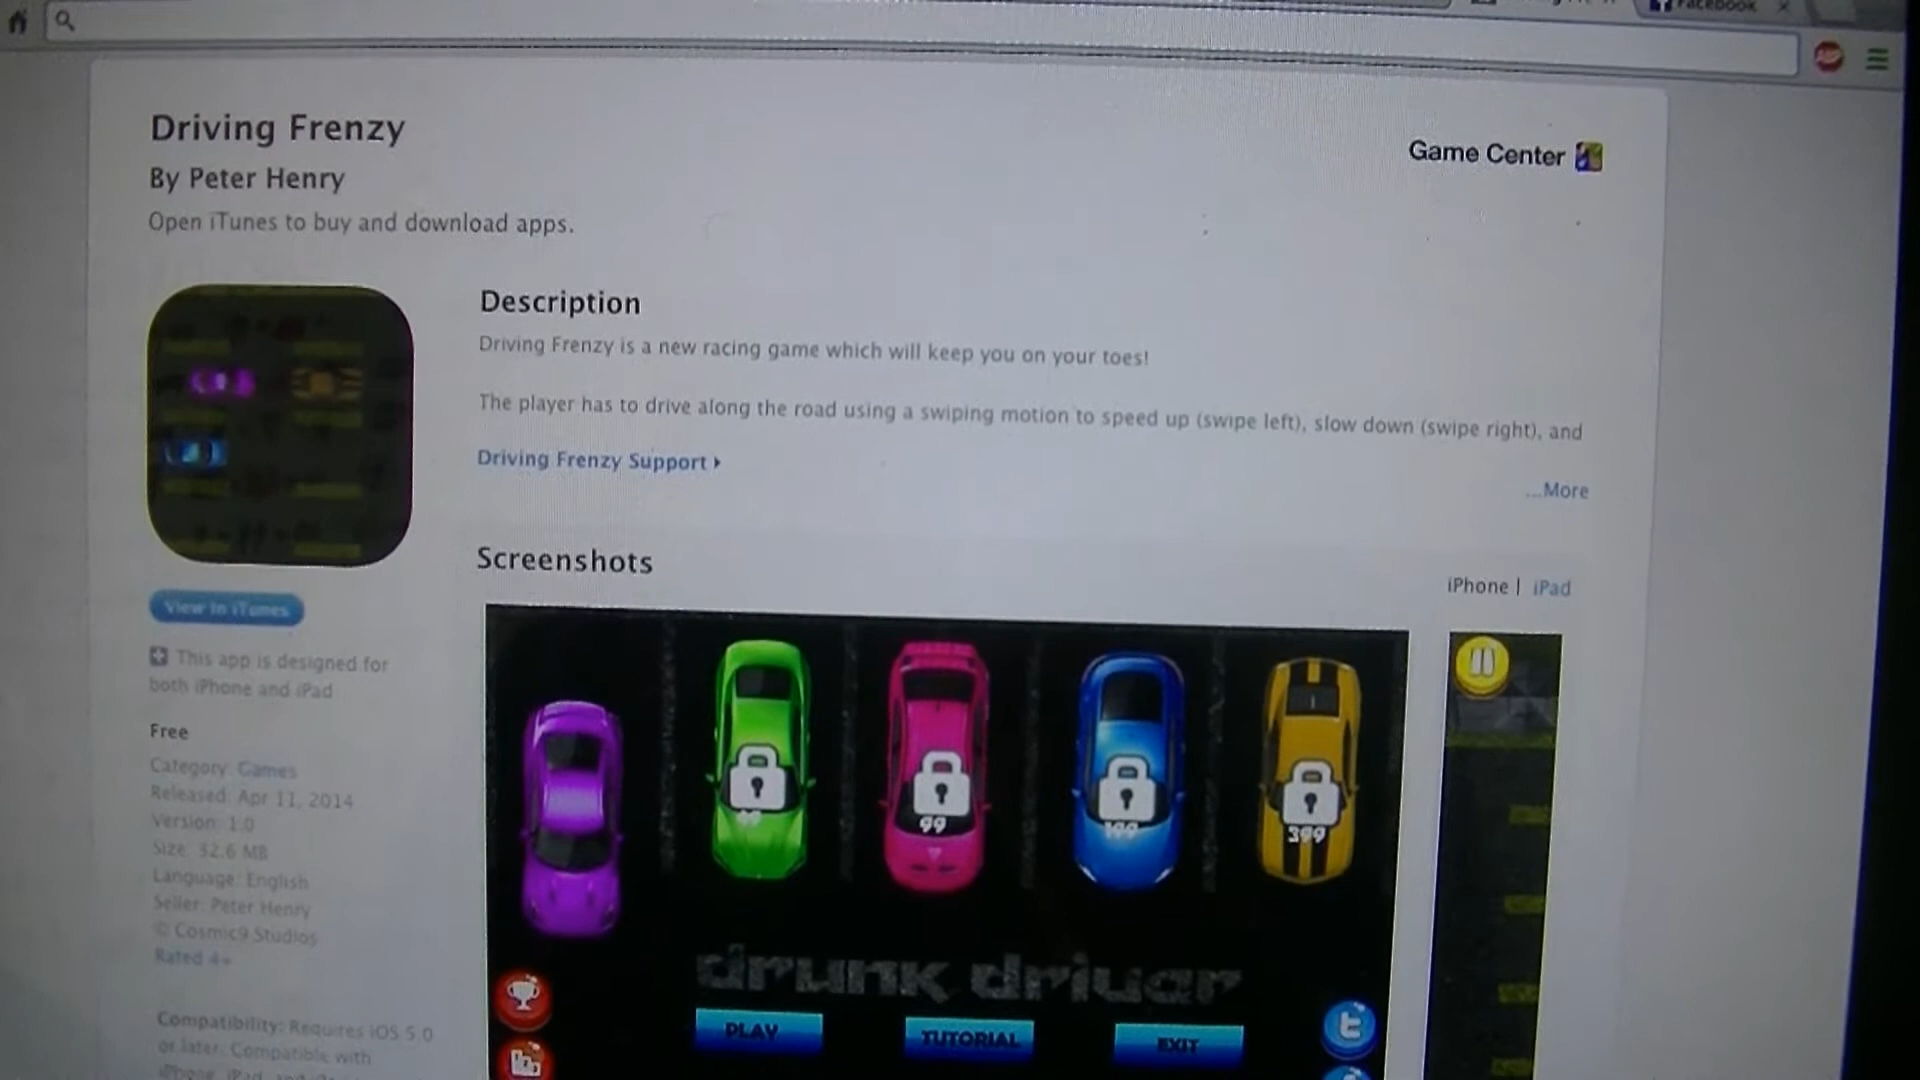 Facebook
ABP
Driving Frenzy
By Peter Henry
Game Center
Open iTunes to buy and download apps.
Description
Driving Frenzy is a new racing game which will keep you on your toes!
The player has to drive along the road using a swiping motion to speed up (swipe left), slow down (swipe right), and
Driving Frenzy Support
...More
Screenshots
iPhone | iPad
View in iTunes
This app is designed for
both iPhone and iPad
Free
Category: Games
Released: Apr 11, 2014
Version: 1.0
Size: 32.6 MB
Language: English
Seller: Peter Henry
© Cosmic9 Studios
Rated 4+
Compatibility: Requires iOS 5.0
or later. Compatible with
iPhone, iPad, and
99
199
399
drunk driver
PLAY
TUTORIAL
EXIT